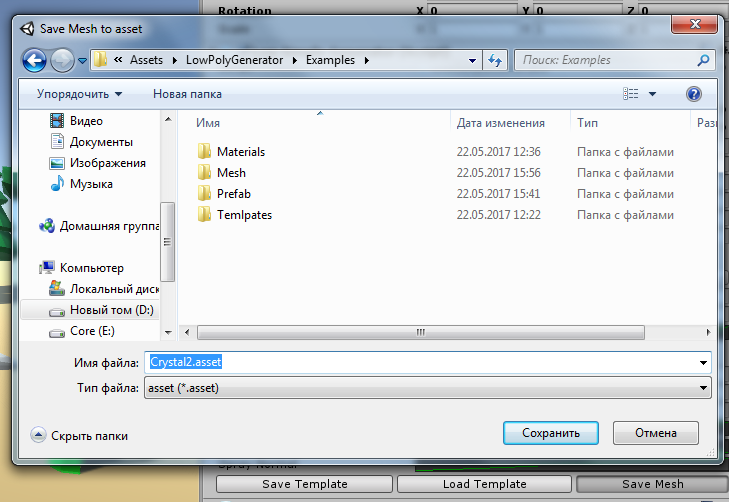 Rotation X 0 Y 0 Z 0
Save Mesh to asset
« Assets LowPolyGenerator Examples
Поиск: Examples
Упорядочить Новая папка
Видео
Документы
Изображения
Музыка
Домашняя группа
Компьютер
Локальный диск
Новый том (D:)
Core (E:)
Имя Дата изменения Тип Раз
Materials 22.05.2017 12:36 Папка с файлами
Mesh 22.05.2017 15:56 Папка с файлами
Prefab 22.05.2017 15:41 Папка с файлами
Temlpates 22.05.2017 12:22 Папка с файлами
Имя файла: Crystal2.asset
Тип файла: asset (*.asset)
Скрыть папки
Сохранить Отмена
Spray Normal
Save Template Load Template Save Mesh